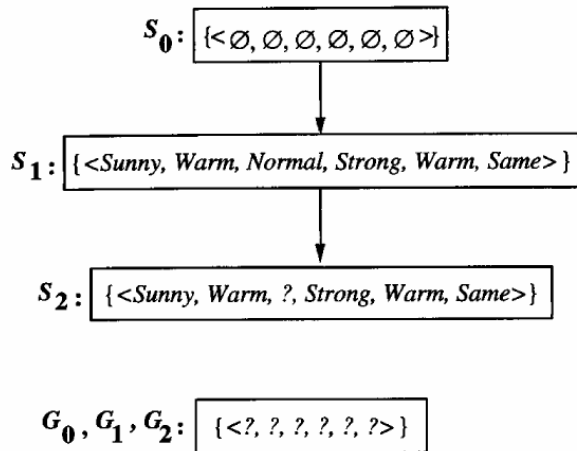 S₀: {<∅, ∅, ∅, ∅, ∅, ∅>}
S₁: {<Sunny, Warm, Normal, Strong, Warm, Same>}
S₂: {<Sunny, Warm, ?, Strong, Warm, Same>}
G₀, G₁, G₂: {<?, ?, ?, ?, ?, ?>}